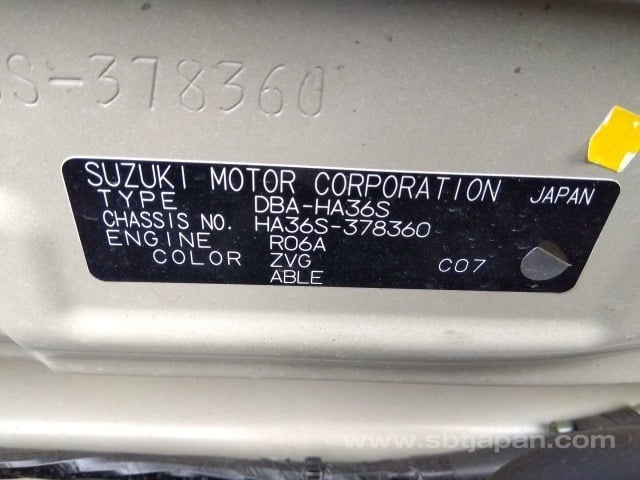 S-378360
SUZUKI MOTOR CORPORATION JAPAN
TYPE DBA-HA36S
CHASSIS NO. HA36S-378360
ENGINE R06A
COLOR ZVG C07
ABLE
www.sbtjapan.com